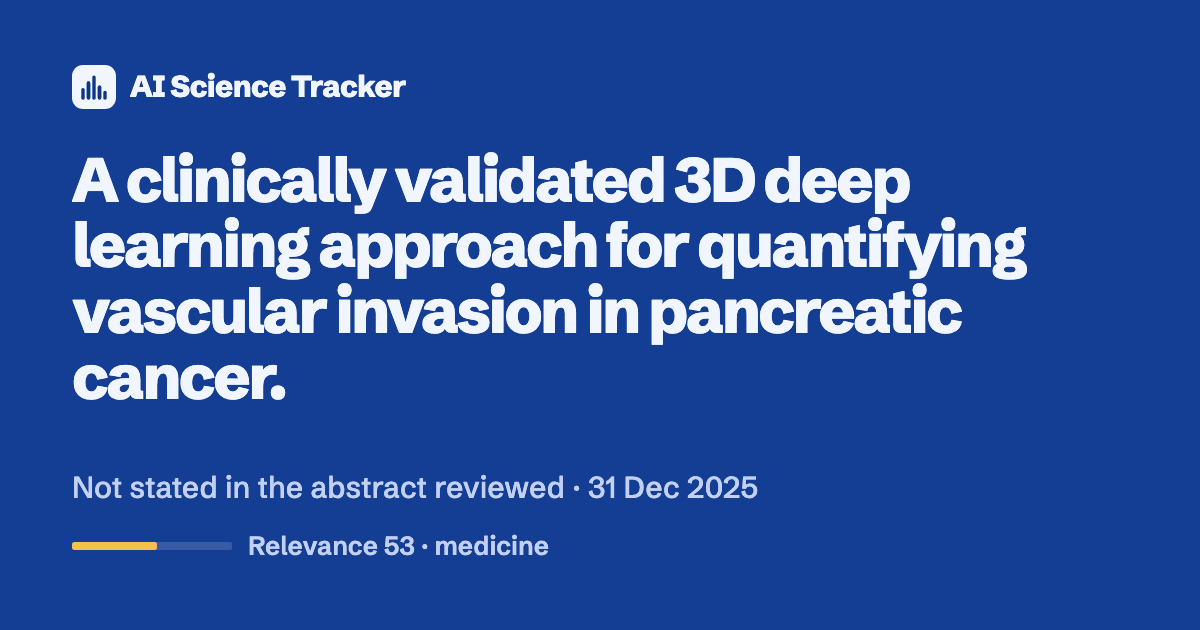 AI Science Tracker
A clinically validated 3D deep
learning approach for quantifying
vascular invasion in pancreatic
cancer.
Not stated in the abstract reviewed · 31 Dec 2025
Relevance 53 · medicine